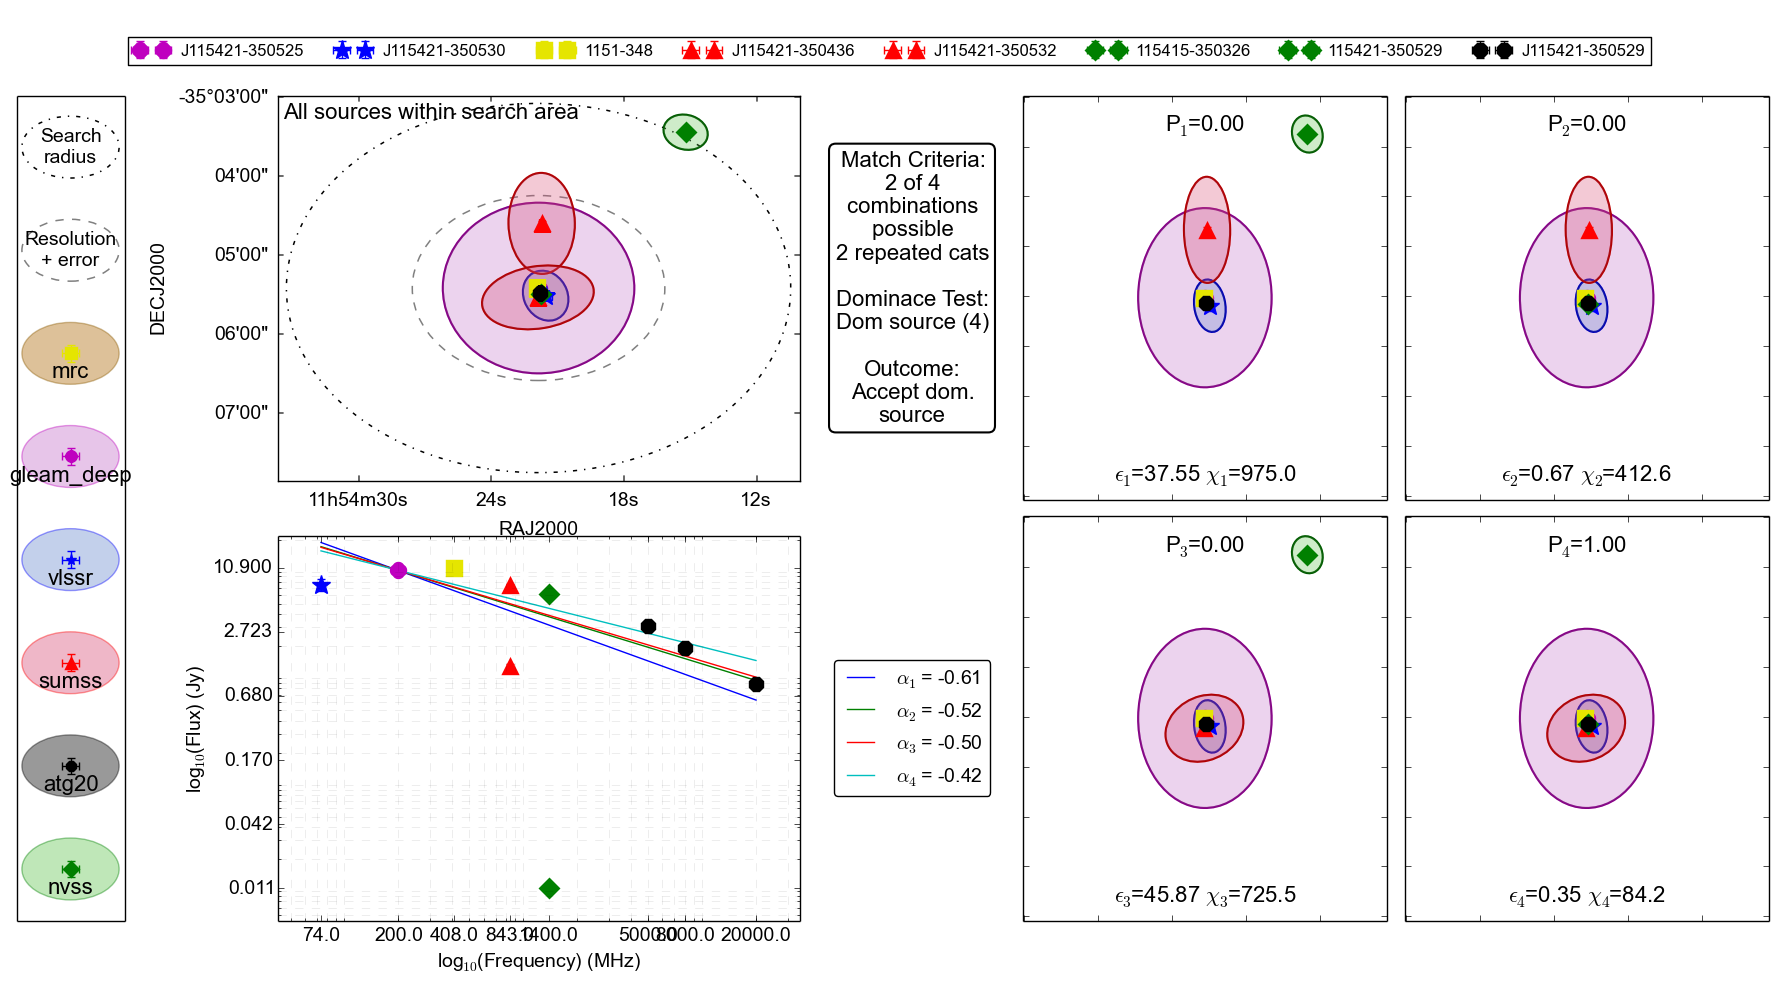 J115421-350525 J115421-350530 1151-348 J115421-350436 J115421-350532 115415-350326 115421-350529 J115421-350529
Search
radius
Resolution
+ error
mrc
gleam_deep
vlssr
sumss
atg20
nvss
All sources within search area
-35°03'00"
04'00"
05'00"
06'00"
07'00"
DECJ2000
11h54m30s 24s 18s 12s
RAJ2000
Match Criteria:
2 of 4
combinations
possible
2 repeated cats
Dominace Test:
Dom source (4)
Outcome:
Accept dom.
source
P1=0.00
ϵ1=37.55 χ1=975.0
P2=0.00
ϵ2=0.67 χ2=412.6
P3=0.00
ϵ3=45.87 χ3=725.5
P4=1.00
ϵ4=0.35 χ4=84.2
10.900
2.723
0.680
0.170
0.042
0.011
log10(Flux) (Jy)
74.0 200.0 408.0 843.0 1400.0 5000.0 8000.0 20000.0
log10(Frequency) (MHz)
α1 = -0.61
α2 = -0.52
α3 = -0.50
α4 = -0.42